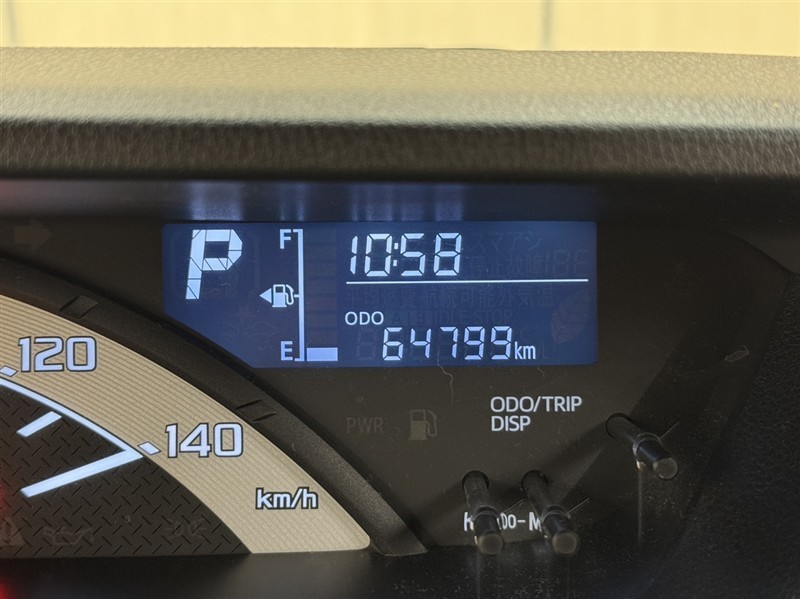 P
F
10:58
ODO
E
64799km
120
140
km/h
PWR
ODO/TRIP
DISP